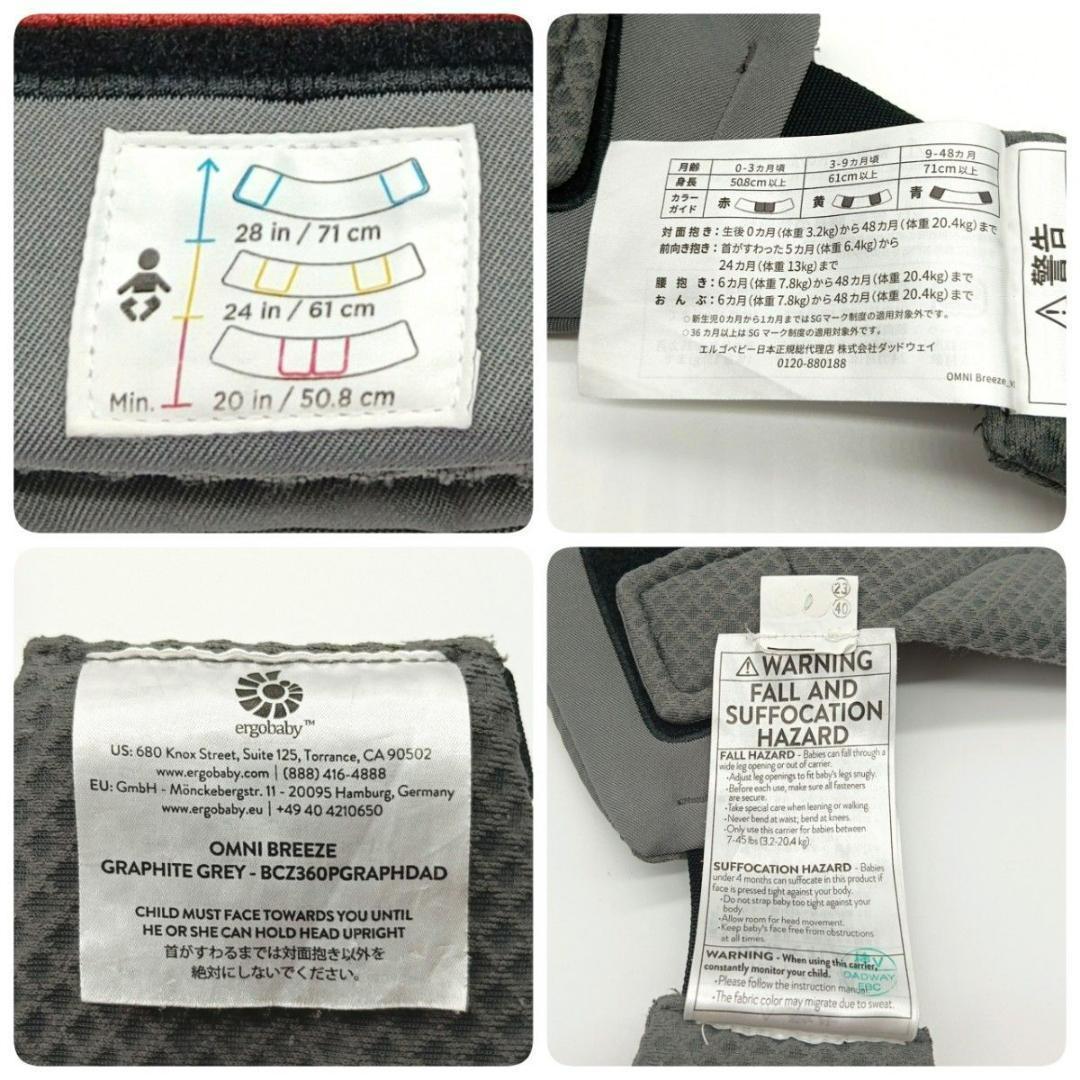 28 in / 71 cm
24 in / 61 cm
Min. 20 in / 50.8 cm
月齢 0-3カ月頃 3-9カ月頃 9-48カ月
身長 50.8cm以上 61cm以上 71cm以上
カラーガイド 赤 黄 青
対面抱き：生後0カ月(体重3.2kg)から48カ月(体重20.4kg)まで
前向き抱き：首がすわった5カ月(体重6.4kg)から
24カ月(体重13kg)まで
腰抱き：6カ月(体重7.8kg)から48カ月(体重20.4kg)まで
おんぶ：6カ月(体重7.8kg)から48カ月(体重20.4kg)まで
○新生児0カ月から1カ月まではSGマーク制度の適用対象外です。
○36カ月以上はSGマーク制度の適用対象外です。
エルゴベビー日本正規総代理店 株式会社ダッドウェイ
0120-880188
OMNI Breeze
警告
ergobaby™
US: 680 Knox Street, Suite 125, Torrance, CA 90502
www.ergobaby.com | (888) 416-4888
EU: GmbH - Mönckebergstr. 11 - 20095 Hamburg, Germany
www.ergobaby.eu | +49 40 4210650
OMNI BREEZE
GRAPHITE GREY - BCZ360PGRAPHDAD
CHILD MUST FACE TOWARDS YOU UNTIL
HE OR SHE CAN HOLD HEAD UPRIGHT
首がすわるまでは対面抱き以外を
絶対にしないでください。
23
40
⚠WARNING
FALL AND
SUFFOCATION
HAZARD
FALL HAZARD - Babies can fall through a
wide leg opening or out of carrier.
•Adjust leg openings to fit baby's legs snugly.
•Before each use, make sure all fasteners
are secure.
•Take special care when leaning or walking.
•Never bend at waist; bend at knees.
•Only use this carrier for babies between
7-45 lbs (3.2-20.4 kg).
SUFFOCATION HAZARD - Babies
under 4 months can suffocate in this product if
face is pressed tight against your body.
•Do not strap baby too tight against your
body.
•Allow room for head movement.
•Keep baby's face free from obstructions
at all times.
WARNING - When using this carrier,
constantly monitor your child.
•Please follow the instruction manual.
•The fabric color may migrate due to sweat.
DADWAY
EBC